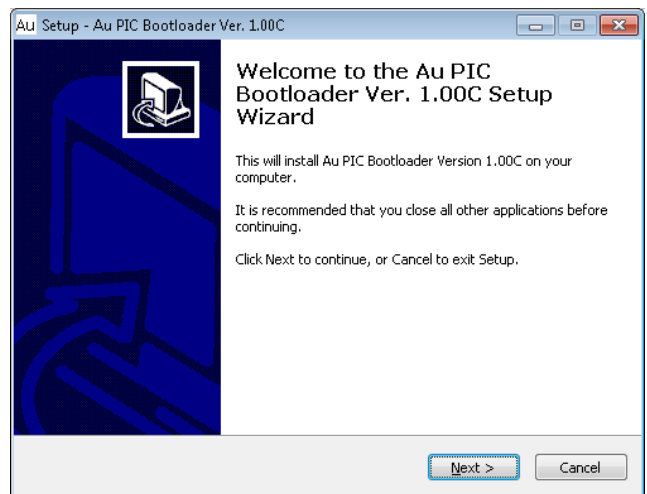 Au Setup - Au PIC Bootloader Ver. 1.00C
Welcome to the Au PIC
Bootloader Ver. 1.00C Setup
Wizard
This will install Au PIC Bootloader Version 1.00C on your
computer.
It is recommended that you close all other applications before
continuing.
Click Next to continue, or Cancel to exit Setup.
Next > Cancel